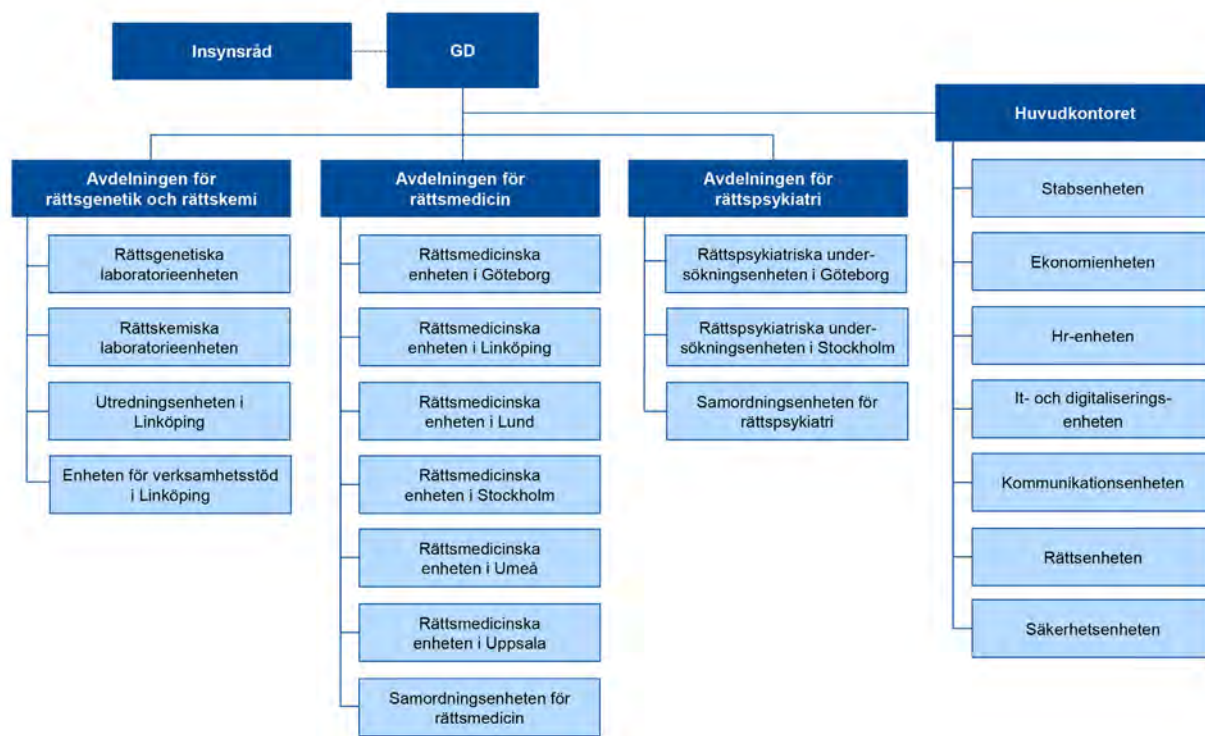 Insynsråd
GD
Huvudkontoret
Avdelningen för
rättsgenetik och rättskemi
Rättsgenetiska
laboratorieenheten
Rättskemiska
laboratorieenheten
Utredningsenheten i
Linköping
Enheten för verksamhetsstöd
i Linköping
Avdelningen för
rättsmedicin
Rättsmedicinska
enheten i Göteborg
Rättsmedicinska
enheten i Linköping
Rättsmedicinska
enheten i Lund
Rättsmedicinska
enheten i Stockholm
Rättsmedicinska
enheten i Umeå
Rättsmedicinska
enheten i Uppsala
Samordningsenheten för
rättsmedicin
Avdelningen för
rättspsykiatri
Rättspsykiatriska under-
sökningsenheten i Göteborg
Rättspsykiatriska under-
sökningsenheten i Stockholm
Samordningsenheten för
rättspsykiatri
Stabsenheten
Ekonomienheten
Hr-enheten
It- och digitaliserings-
enheten
Kommunikationsenheten
Rättsenheten
Säkerhetsenheten